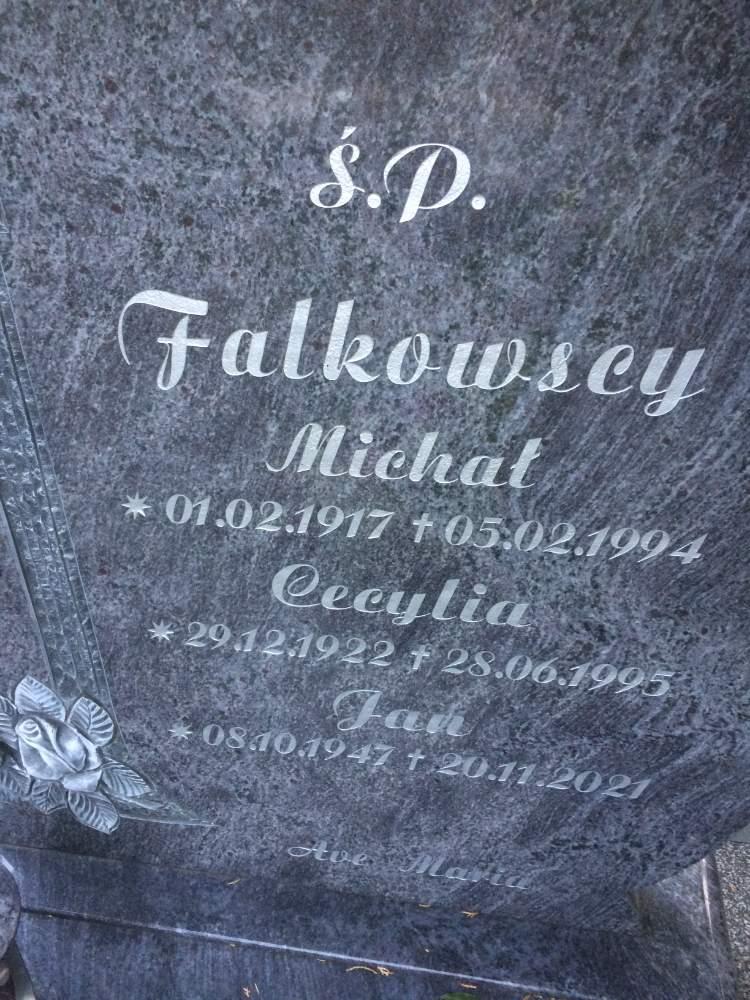 Ś.P.
Falkowscy
Michał
* 01.02.1917 † 05.02.1994
Cecylia
* 29.12.1922 † 28.06.1995
Jan
* 08.10.1947 † 20.11.2021
Ave Maria